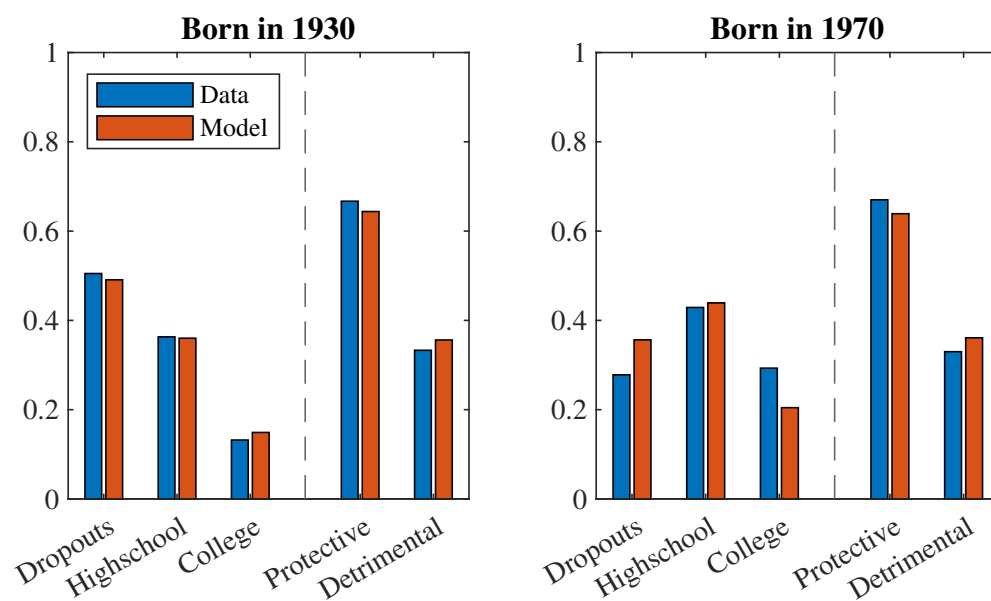 Born in 1930
1
0.8
0.6
0.4
0.2
0
Data
Model
Dropouts
Highschool
College
Protective
Detrimental
Born in 1970
1
0.8
0.6
0.4
0.2
0
Dropouts
Highschool
College
Protective
Detrimental